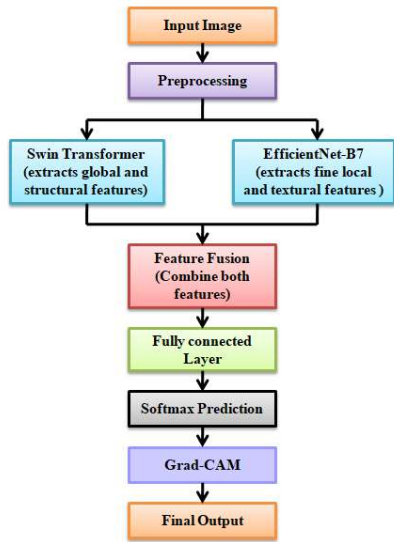 Input Image
Preprocessing
Swin Transformer
(extracts global and
structural features)
EfficientNet-B7
(extracts fine local
and textural features )
Feature Fusion
(Combine both
features)
Fully connected
Layer
Softmax Prediction
Grad-CAM
Final Output